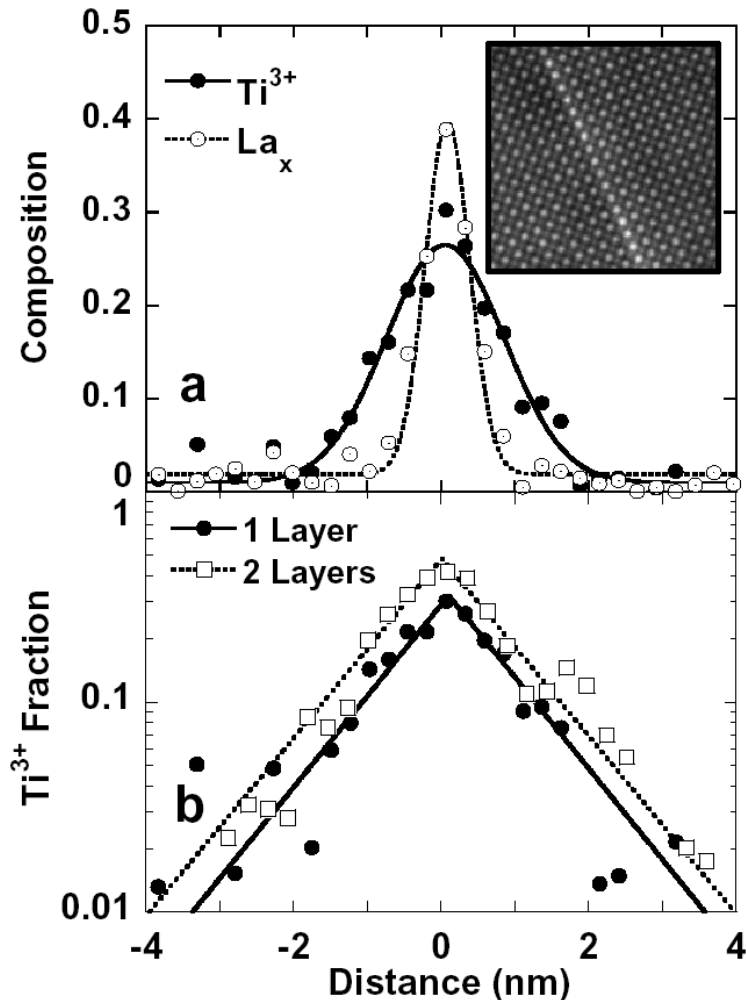 0.5
0.4
0.3
0.2
0.1
0
Composition
Ti³⁺
Laₓ
a
1
0.1
0.01
Ti³⁺ Fraction
1 Layer
2 Layers
b
-4 -2 0 2 4
Distance (nm)